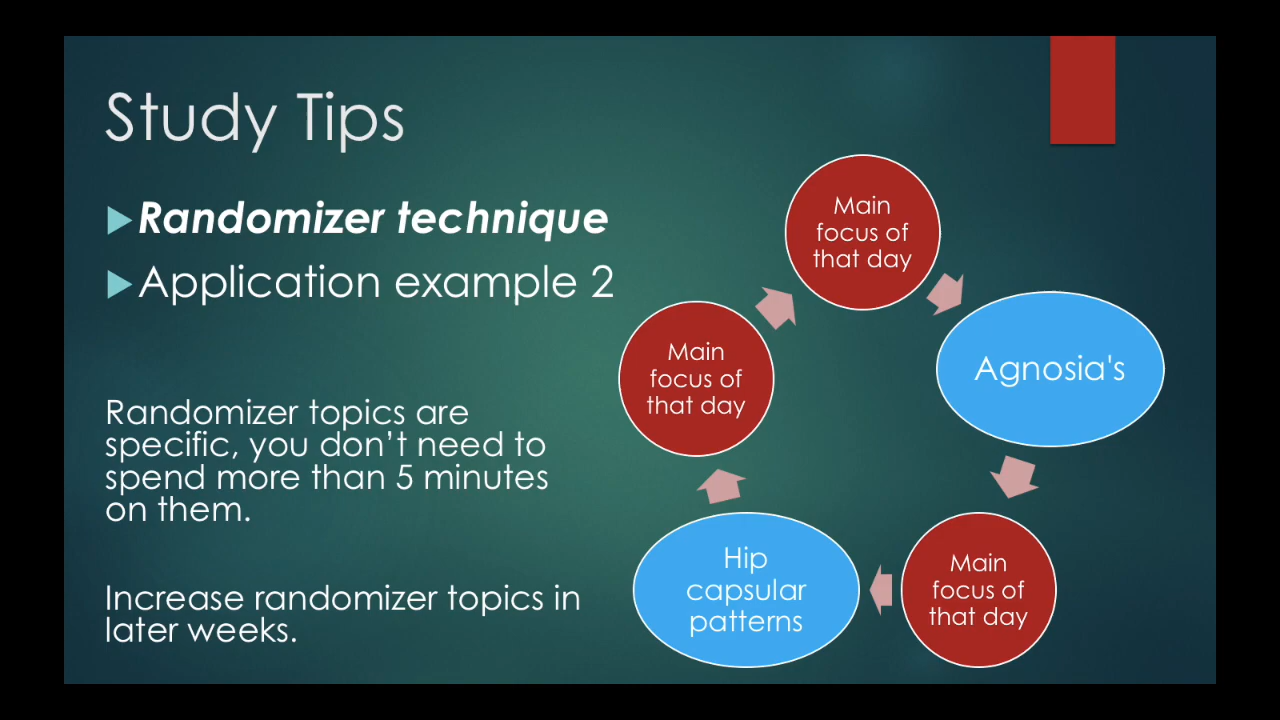 Study Tips
Randomizer technique
Application example 2
Randomizer topics are
specific, you don’t need to
spend more than 5 minutes
on them.
Increase randomizer topics in
later weeks.
Main
focus of
that day
Agnosia's
Main
focus of
that day
Hip
capsular
patterns
Main
focus of
that day